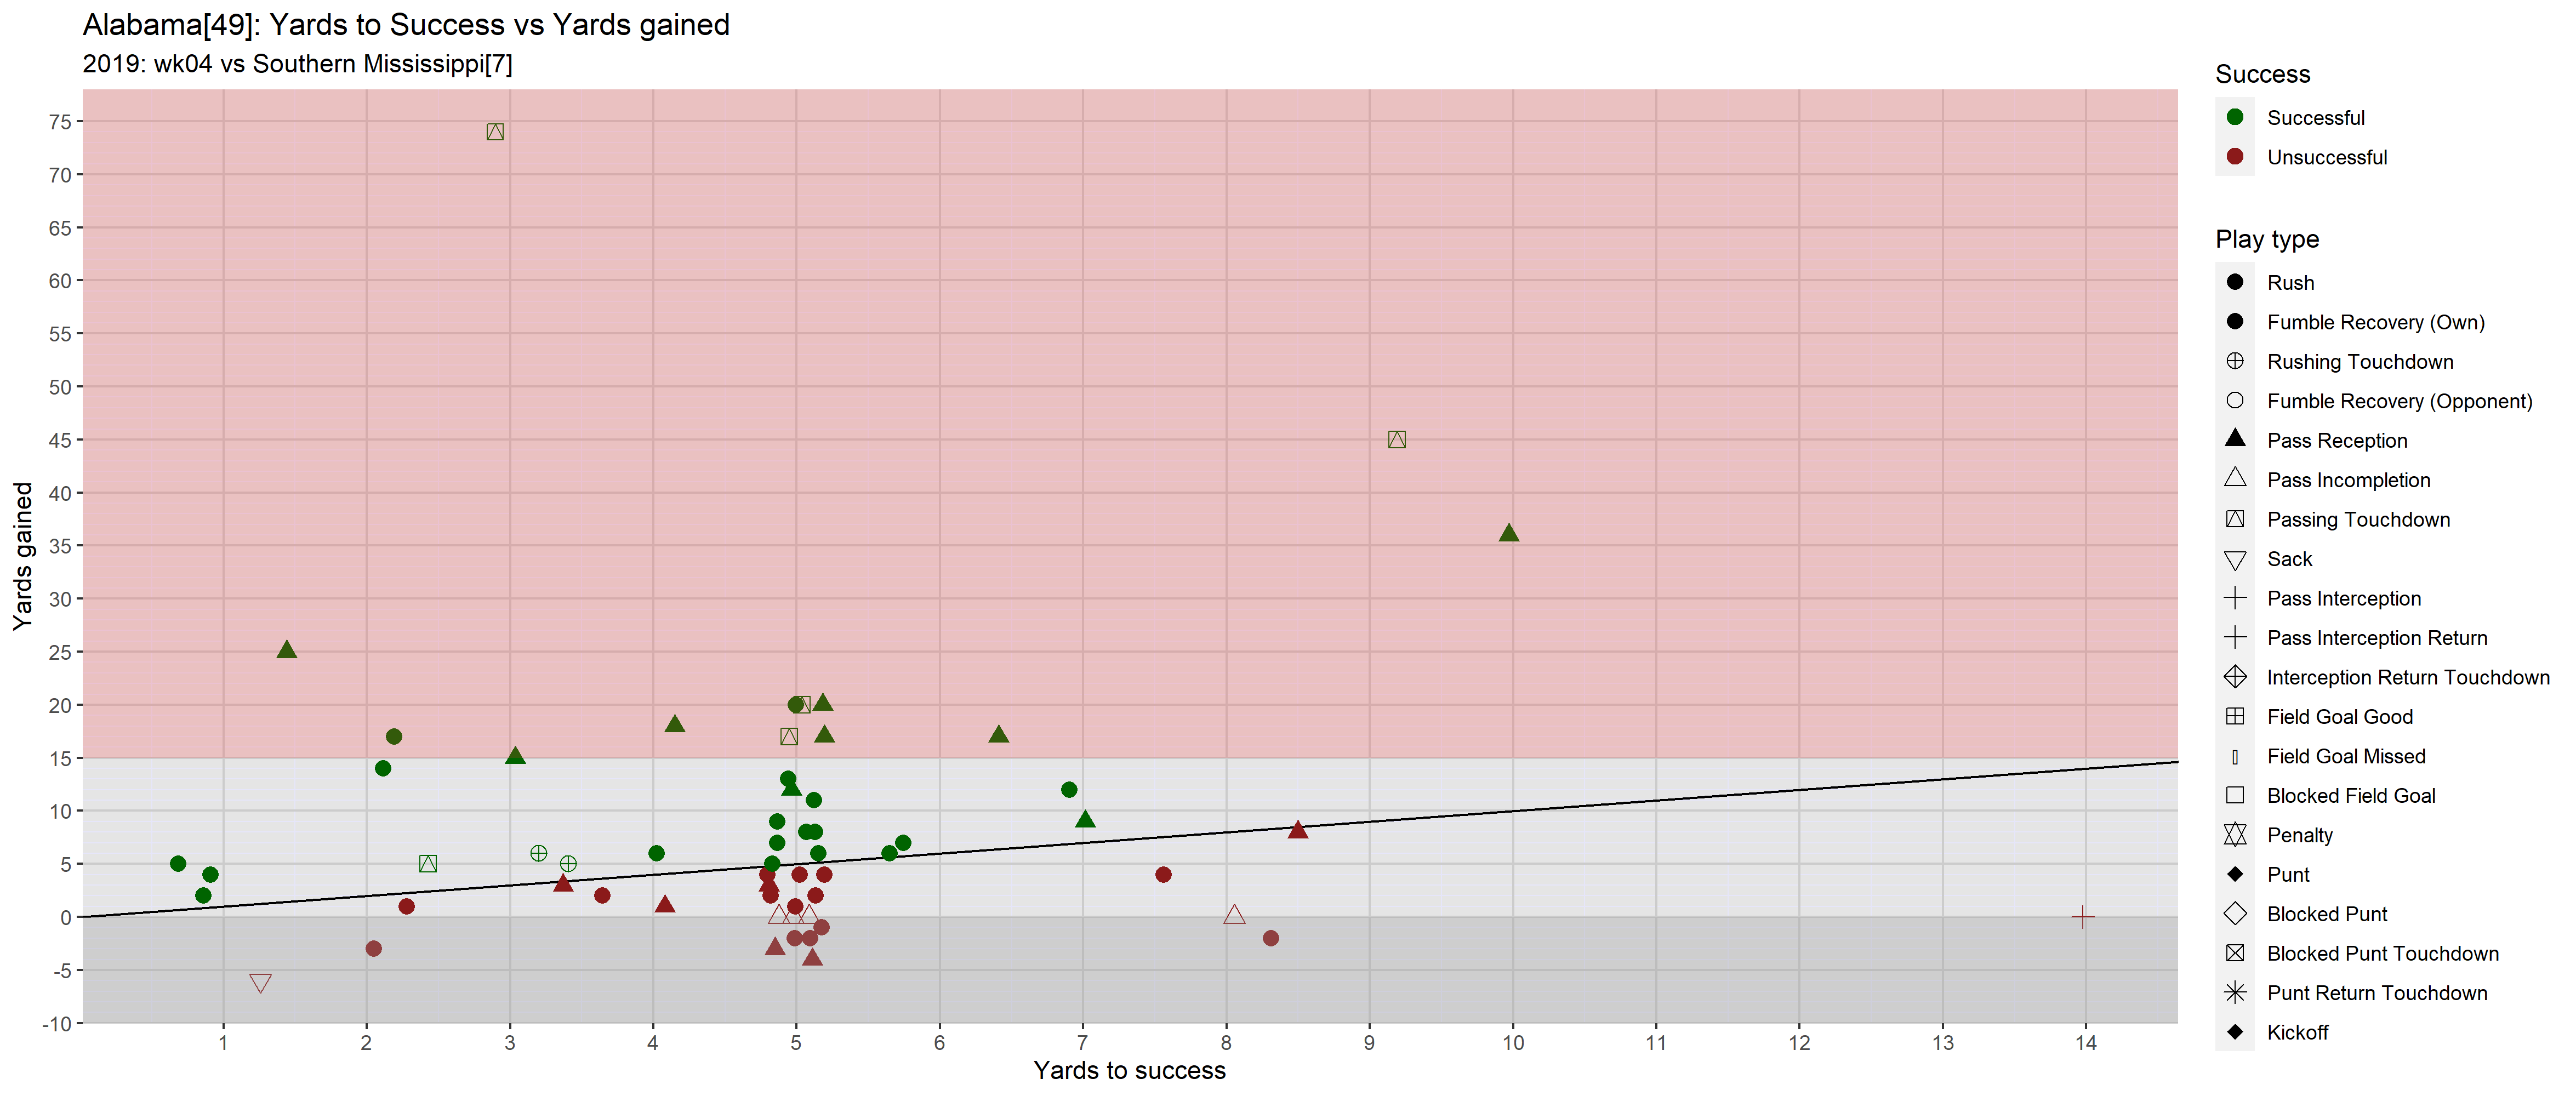 Alabama[49]: Yards to Success vs Yards gained
2019: wk04 vs Southern Mississippi[7]
Yards gained
75
70
65
60
55
50
45
40
35
30
25
20
15
10
5
0
-5
-10
1 2 3 4 5 6 7 8 9 10 11 12 13 14
Yards to success
Success
Successful
Unsuccessful
Play type
Rush
Fumble Recovery (Own)
Rushing Touchdown
Fumble Recovery (Opponent)
Pass Reception
Pass Incompletion
Passing Touchdown
Sack
Pass Interception
Pass Interception Return
Interception Return Touchdown
Field Goal Good
Field Goal Missed
Blocked Field Goal
Penalty
Punt
Blocked Punt
Blocked Punt Touchdown
Punt Return Touchdown
Kickoff